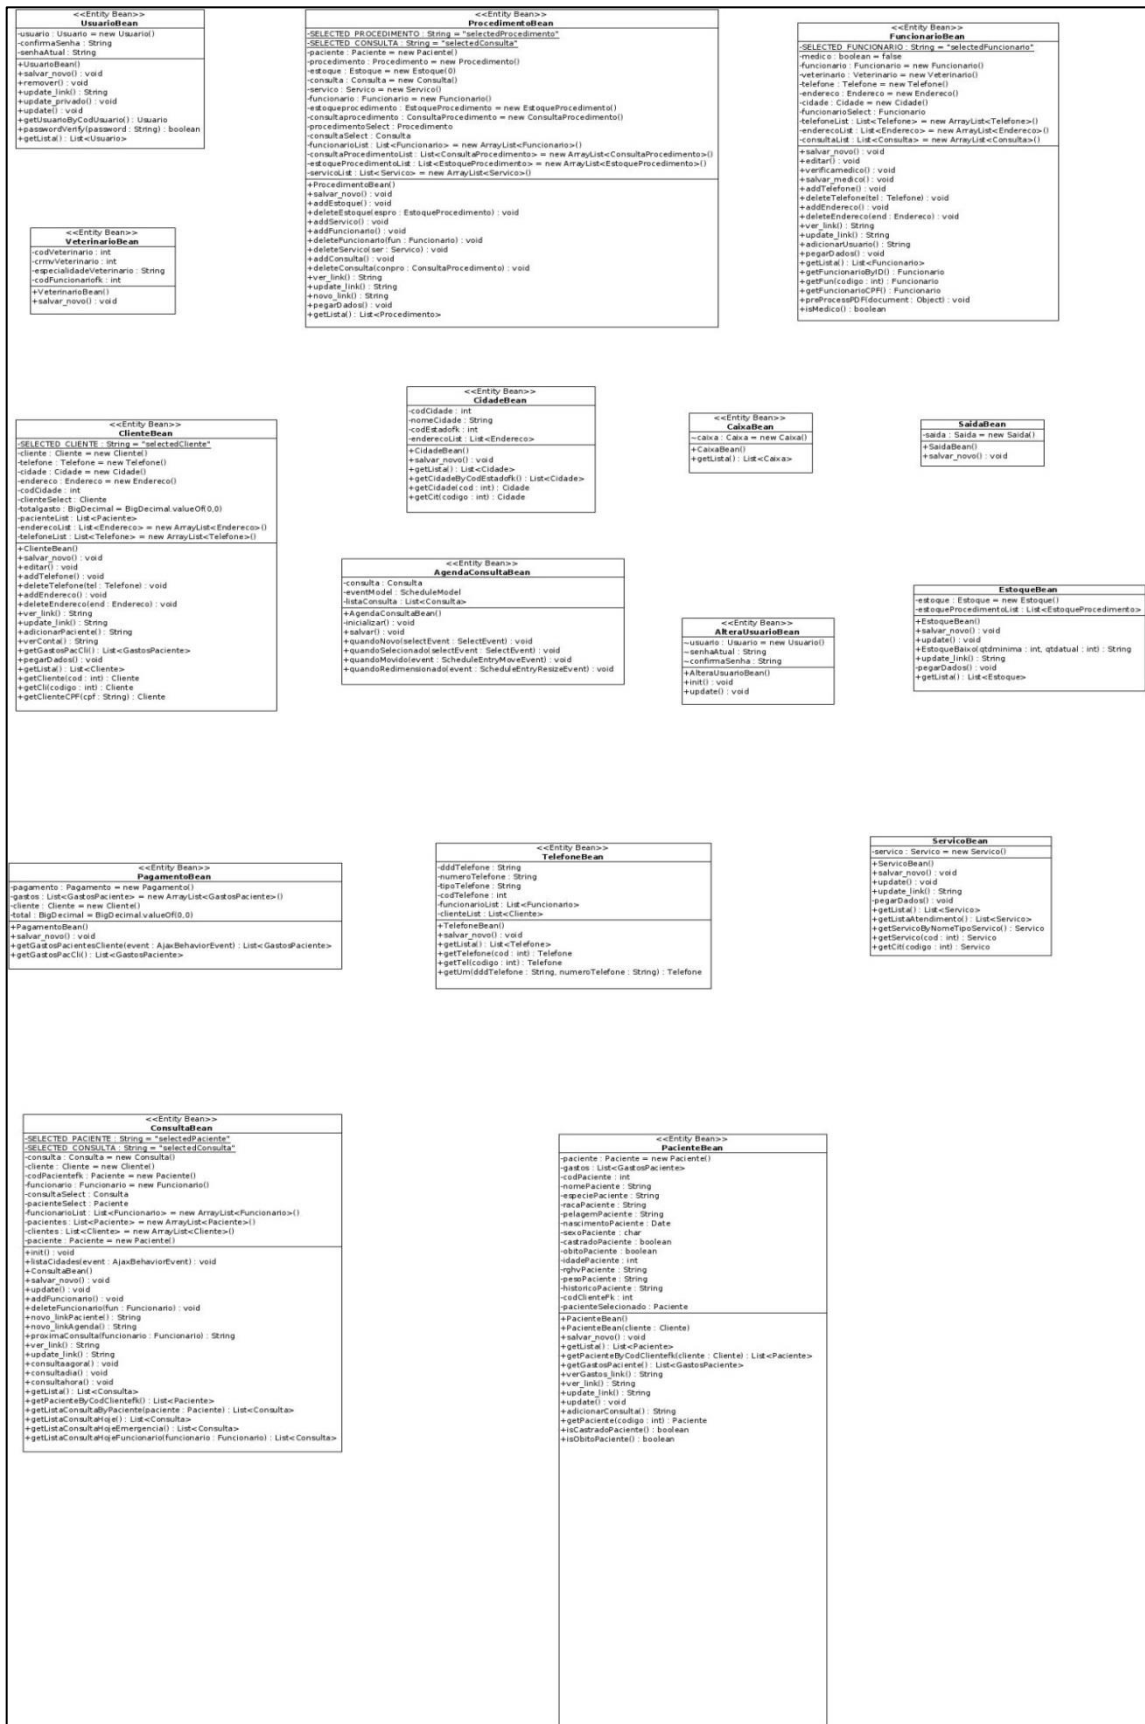 <<Entity Bean>>
UsuarioBean
-usuario : Usuario = new Usuario()
-confirmaSenha : String
-senhaAtual : String
+UsuarioBean()
+salvar_novo() : void
+remover() : void
+update_link() : String
+update_privado() : void
+update() : void
+getUsuarioByCodUsuario() : Usuario
+passwordVerify(password : String) : boolean
+getLista() : List<Usuario>
<<Entity Bean>>
ProcedimentoBean
-SELECTED_PROCEDIMENTO : String = "selectedProcedimento"
-SELECTED_CONSULTA : String = "selectedConsulta"
-paciente : Paciente = new Paciente()
-procedimento : Procedimento = new Procedimento()
-estoque : Estoque = new Estoque(0)
-consulta : Consulta = new Consulta()
-servico : Servico = new Servico()
-funcionario : Funcionario = new Funcionario()
-estoqueprocedimento : EstoqueProcedimento = new EstoqueProcedimento()
-consultaprocedimento : ConsultaProcedimento = new ConsultaProcedimento()
-procedimentoSelect : Procedimento
-consultaSelect : Consulta
-funcionarioList : List<Funcionario> = new ArrayList<Funcionario>()
-consultaProcedimentoList : List<ConsultaProcedimento> = new ArrayList<ConsultaProcedimento>()
-estoqueProcedimentoList : List<EstoqueProcedimento> = new ArrayList<EstoqueProcedimento>()
-servicoList : List<Servico> = new ArrayList<Servico>()
+ProcedimentoBean()
+salvar_novo() : void
+addEstoque() : void
+deleteEstoque(espro : EstoqueProcedimento) : void
+addServico() : void
+addFuncionario() : void
+deleteFuncionario(fun : Funcionario) : void
+deleteServico(ser : Servico) : void
+addConsulta() : void
+deleteConsulta(conpro : ConsultaProcedimento) : void
+ver_link() : String
+update_link() : String
+novo_link() : String
+pegarDados() : void
+getLista() : List<Procedimento>
<<Entity Bean>>
FuncionarioBean
-SELECTED_FUNCIONARIO : String = "selectedFuncionario"
-medico : boolean = false
-funcionario : Funcionario = new Funcionario()
-veterinario : Veterinario = new Veterinario()
-telefone : Telefone = new Telefone()
-endereco : Endereco = new Endereco()
-cidade : Cidade = new Cidade()
-funcionarioSelect : Funcionario
-telefoneList : List<Telefone> = new ArrayList<Telefone>()
-enderecoList : List<Endereco> = new ArrayList<Endereco>()
-consultaList : List<Consulta> = new ArrayList<Consulta>()
+salvar_novo() : void
+editar() : void
+verificamedico() : void
+salvar_medico() : void
+addTelefone() : void
+deleteTelefone(tel : Telefone) : void
+addEndereco() : void
+deleteEndereco(end : Endereco) : void
+ver_link() : String
+update_link() : String
+adicionarUsuario() : String
+pegarDados() : void
+getLista() : List<Funcionario>
+getFuncionarioByID() : Funcionario
+getFun(codigo : int) : Funcionario
+getFuncionarioCPF() : Funcionario
+preProcessPDF(document : Object) : void
+isMedico() : boolean
<<Entity Bean>>
VeterinarioBean
-codVeterinario : int
-crmvVeterinario : int
-especialidadeVeterinario : String
-codFuncionariofk : int
+VeterinarioBean()
+salvar_novo() : void
<<Entity Bean>>
ClienteBean
-SELECTED_CLIENTE : String = "selectedCliente"
-cliente : Cliente = new Cliente()
-telefone : Telefone = new Telefone()
-cidade : Cidade = new Cidade()
-endereco : Endereco = new Endereco()
-codCidade : int
-clienteSelect : Cliente
-totalgasto : BigDecimal = BigDecimal.valueOf(0,0)
-pacienteList : List<Paciente>
-enderecoList : List<Endereco> = new ArrayList<Endereco>()
-telefoneList : List<Telefone> = new ArrayList<Telefone>()
+ClienteBean()
+salvar_novo() : void
+editar() : void
+addTelefone() : void
+deleteTelefone(tel : Telefone) : void
+addEndereco() : void
+deleteEndereco(end : Endereco) : void
+ver_link() : String
+update_link() : String
+adicionarPaciente() : String
+verConta() : String
+getGastosPacCli() : List<GastosPaciente>
+pegarDados() : void
+getLista() : List<Cliente>
+getCliente(cod : int) : Cliente
+getCli(codigo : int) : Cliente
+getClienteCPF(cpf : String) : Cliente
<<Entity Bean>>
CidadeBean
-codCidade : int
-nomeCidade : String
-codEstadofk : int
-enderecoList : List<Endereco>
+CidadeBean()
+salvar_novo() : void
+getLista() : List<Cidade>
+getCidadeByCodEstadofk() : List<Cidade>
+getCidade(cod : int) : Cidade
+getCit(codigo : int) : Cidade
<<Entity Bean>>
CaixaBean
~caixa : Caixa = new Caixa()
+CaixaBean()
+getLista() : List<Caixa>
SaidaBean
-saida : Saida = new Saida()
+SaidaBean()
+salvar_novo() : void
<<Entity Bean>>
AgendaConsultaBean
-consulta : Consulta
-eventModel : ScheduleModel
-listaConsulta : List<Consulta>
+AgendaConsultaBean()
-inicializar() : void
+salvar() : void
+quandoNovo(selectEvent : SelectEvent) : void
+quandoSelecionado(selectEvent : SelectEvent) : void
+quandoMovido(event : ScheduleEntryMoveEvent) : void
+quandoRedimensionado(event : ScheduleEntryResizeEvent) : void
<<Entity Bean>>
AlteraUsuarioBean
~usuario : Usuario = new Usuario()
~senhaAtual : String
~confirmaSenha : String
+AlteraUsuarioBean()
+init() : void
+update() : void
EstoqueBean
-estoque : Estoque = new Estoque()
-estoqueProcedimentoList : List<EstoqueProcedimento>
+EstoqueBean()
+salvar_novo() : void
+update() : void
+EstoqueBaixo(qtdminima : int, qtdatual : int) : String
+update_link() : String
-pegarDados() : void
+getLista() : List<Estoque>
<<Entity Bean>>
PagamentoBean
-pagamento : Pagamento = new Pagamento()
-gastos : List<GastosPaciente> = new ArrayList<GastosPaciente>()
-cliente : Cliente = new Cliente()
-total : BigDecimal = BigDecimal.valueOf(0,0)
+PagamentoBean()
+salvar_novo() : void
+getGastosPacientesCliente(event : AjaxBehaviorEvent) : List<GastosPaciente>
+getGastosPacCli() : List<GastosPaciente>
<<Entity Bean>>
TelefoneBean
-dddTelefone : String
-numeroTelefone : String
-tipoTelefone : String
-codTelefone : int
-funcionarioList : List<Funcionario>
-clienteList : List<Cliente>
+TelefoneBean()
+salvar_novo() : void
+getLista() : List<Telefone>
+getTelefone(cod : int) : Telefone
+getTel(codigo : int) : Telefone
+getUm(dddTelefone : String, numeroTelefone : String) : Telefone
ServicoBean
-servico : Servico = new Servico()
+ServicoBean()
+salvar_novo() : void
+update() : void
+update_link() : String
-pegarDados() : void
+getLista() : List<Servico>
+getListaAtendimento() : List<Servico>
+getServicoByNomeTipoServico() : Servico
+getServico(cod : int) : Servico
+getCit(codigo : int) : Servico
<<Entity Bean>>
ConsultaBean
-SELECTED_PACIENTE : String = "selectedPaciente"
-SELECTED_CONSULTA : String = "selectedConsulta"
-consulta : Consulta = new Consulta()
-cliente : Cliente = new Cliente()
-codPacientefk : Paciente = new Paciente()
-funcionario : Funcionario = new Funcionario()
-consultaSelect : Consulta
-pacienteSelect : Paciente
-funcionarioList : List<Funcionario> = new ArrayList<Funcionario>()
-pacientes : List<Paciente> = new ArrayList<Paciente>()
-clientes : List<Cliente> = new ArrayList<Cliente>()
-paciente : Paciente = new Paciente()
+init() : void
+listaCidades(event : AjaxBehaviorEvent) : void
+ConsultaBean()
+salvar_novo() : void
+update() : void
+addFuncionario() : void
+deleteFuncionario(fun : Funcionario) : void
+novo_linkPaciente() : String
+novo_linkAgenda() : String
+proximaConsulta(funcionario : Funcionario) : String
+ver_link() : String
+update_link() : String
+consultaagora() : void
+consultadia() : void
+consultahora() : void
+getLista() : List<Consulta>
+getPacienteByCodClientefk() : List<Paciente>
+getListaConsultaByPaciente(paciente : Paciente) : List<Consulta>
+getListaConsultaHoje() : List<Consulta>
+getListaConsultaHojeEmergencia() : List<Consulta>
+getListaConsultaHojeFuncionario(funcionario : Funcionario) : List<Consulta>
<<Entity Bean>>
PacienteBean
-paciente : Paciente = new Paciente()
-gastos : List<GastosPaciente>
-codPaciente : int
-nomePaciente : String
-especiePaciente : String
-racaPaciente : String
-pelagemPaciente : String
-nascimentoPaciente : Date
-sexoPaciente : char
-castradoPaciente : boolean
-obitoPaciente : boolean
-idadePaciente : int
-rghvPaciente : String
-pesoPaciente : String
-historicoPaciente : String
-codClienteFk : int
-pacienteSelecionado : Paciente
+PacienteBean()
+PacienteBean(cliente : Cliente)
+salvar_novo() : void
+getLista() : List<Paciente>
+getPacienteByCodClientefk(cliente : Cliente) : List<Paciente>
+getGastosPaciente() : List<GastosPaciente>
+verGastos_link() : String
+ver_link() : String
+update_link() : String
+update() : void
+adicionarConsulta() : String
+getPaciente(codigo : int) : Paciente
+isCastradoPaciente() : boolean
+isObitoPaciente() : boolean